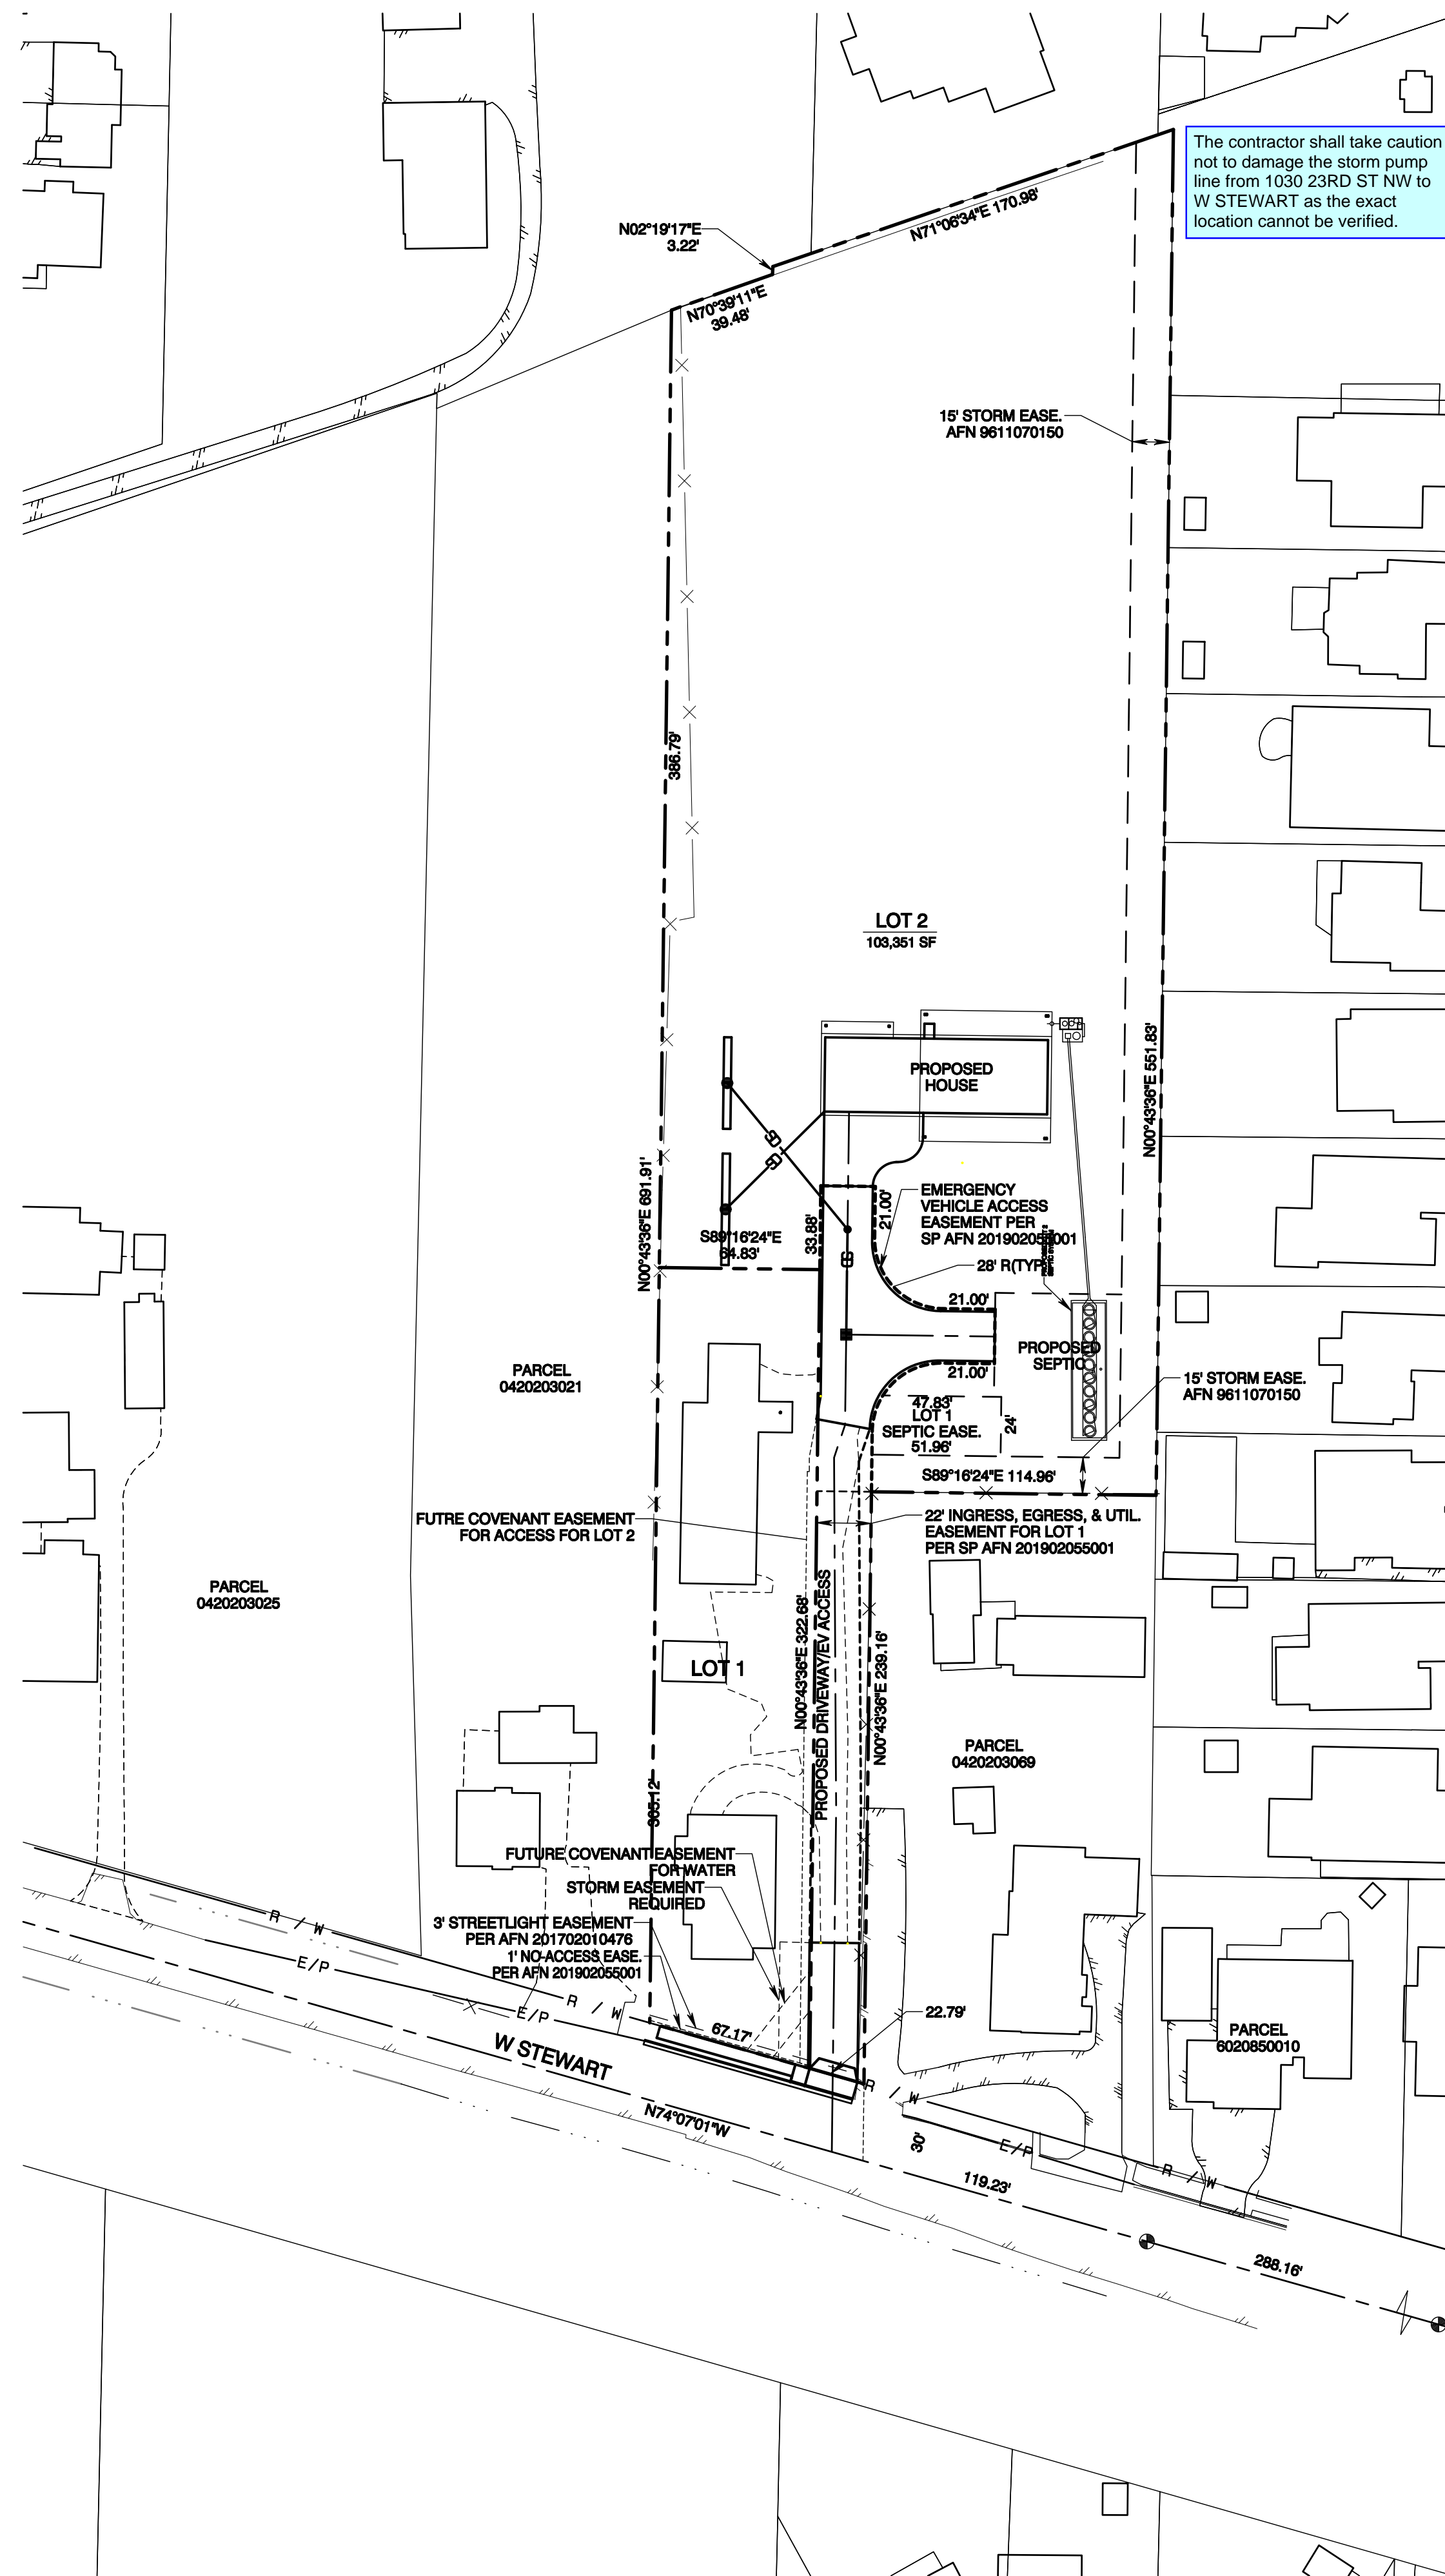 The contractor shall take caution
not to damage the storm pump
line from 1030 23RD ST NW to
W STEWART as the exact
location cannot be verified.
N02°19'17"E
3.22'
N71°06'34"E 170.98'
N70°39'11"E
39.48'
15' STORM EASE.
AFN 9611070150
386.79'
LOT 2
103,351 SF
PROPOSED
HOUSE
N00°43'36"E 551.83'
N00°43'36"E 691.91'
S89°16'24"E
64.83'
33.88'
21.00'
EMERGENCY
VEHICLE ACCESS
EASEMENT PER
SP AFN 201902055001
28' R(TYP)
21.00'
PROPOSED
SEPTIC
21.00'
PARCEL
0420203021
15' STORM EASE.
AFN 9611070150
47.83'
LOT 1
SEPTIC EASE.
51.96'
24'
S89°16'24"E 114.96'
FUTRE COVENANT EASEMENT
FOR ACCESS FOR LOT 2
22' INGRESS, EGRESS, & UTIL.
EASEMENT FOR LOT 1
PER SP AFN 201902055001
PARCEL
0420203025
N00°43'36"E 322.68'
PROPOSED DRIVEWAY/EV ACCESS
N00°43'36"E 239.16'
LOT 1
PARCEL
0420203069
365.12'
FUTURE COVENANT EASEMENT
FOR WATER
STORM EASEMENT
REQUIRED
3' STREETLIGHT EASEMENT
PER AFN 201702010476
1' NO-ACCESS EASE.
PER AFN 201902055001
R / W
E/P
R / W
E/P
67.17'
22.79'
W STEWART
N74°07'01"W
R / W
30'
E/P
R / W
119.23'
PARCEL
6020850010
288.16'